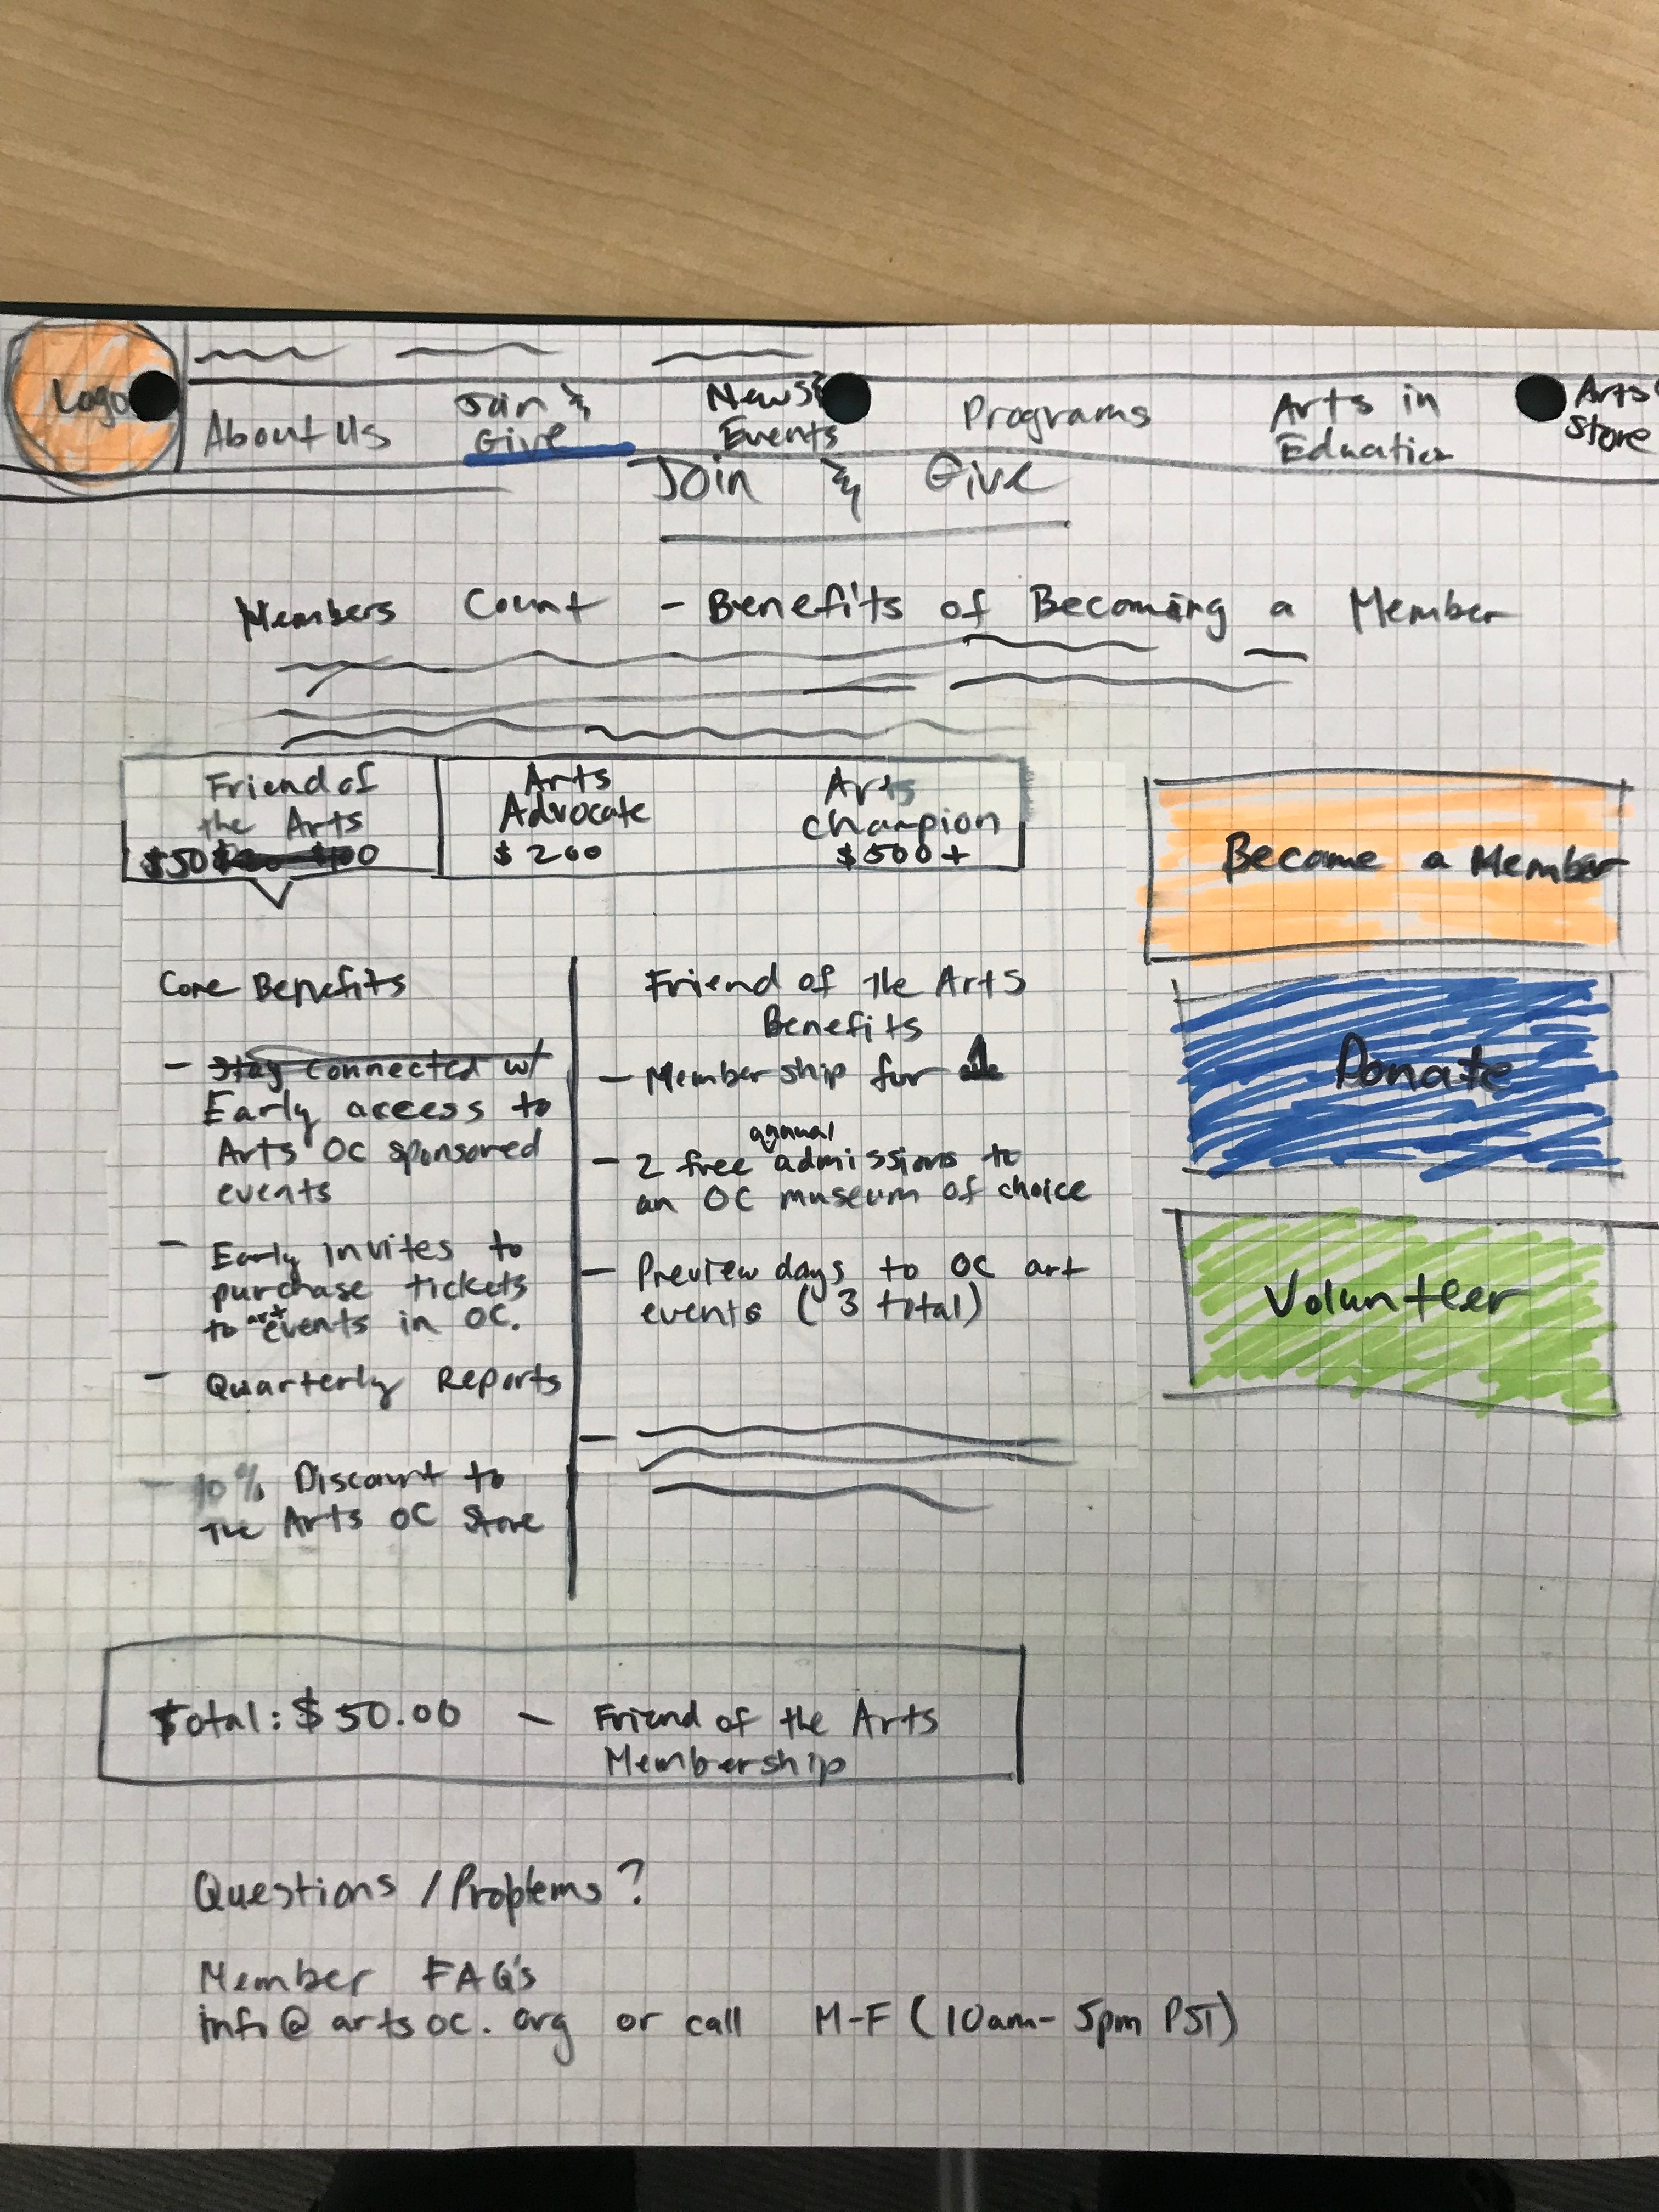 Logo
About Us
Join &
Give
News &
Events
Programs
Arts in
Education
Arts
Store
Join & Give
Members Count - Benefits of Becoming a Member
Friend of
the Arts
$50
Arts
Advocate
$200
Arts
Champion
$500+
Become a Member
Donate
Volunteer
Core Benefits
- Stay connected w/
Early access to
Arts OC sponsored
events
- Early invites to
purchase tickets
to art events in OC.
- Quarterly Reports
- 10% Discount to
The Arts OC Store
Friend of the Arts
Benefits
- Membership for 1
- 2 free annual admissions to
an OC museum of choice
- Preview days to OC art
events (3 total)
Total: $50.00 - Friend of the Arts
Membership
Questions / Problems?
Member FAQ's
info@artsoc.org or call M-F (10am - 5pm PST)